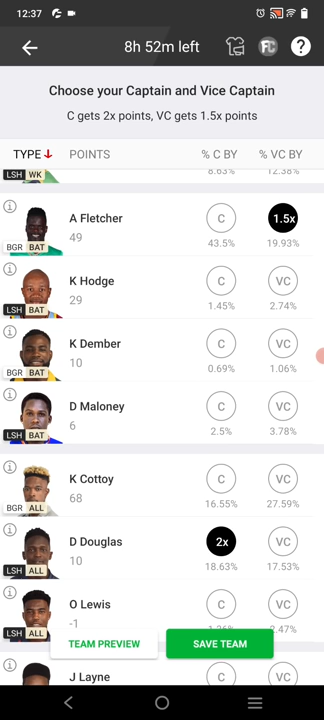 12:37
8h 52m left
FC
?
Choose your Captain and Vice Captain
C gets 2x points, VC gets 1.5x points
TYPE POINTS % C BY % VC BY
LSH WK 8.63% 12.38%
A Fletcher
49
C 1.5x
BGR BAT 43.5% 19.93%
K Hodge
29
C VC
LSH BAT 1.45% 2.74%
K Dember
10
C VC
BGR BAT 0.69% 1.06%
D Maloney
6
C VC
LSH BAT 2.5% 3.78%
K Cottoy
68
C VC
BGR ALL 16.55% 27.59%
D Douglas
10
2x VC
LSH ALL 18.63% 17.53%
O Lewis
-1
C VC
LSH ALL
TEAM PREVIEW SAVE TEAM
J Layne C VC